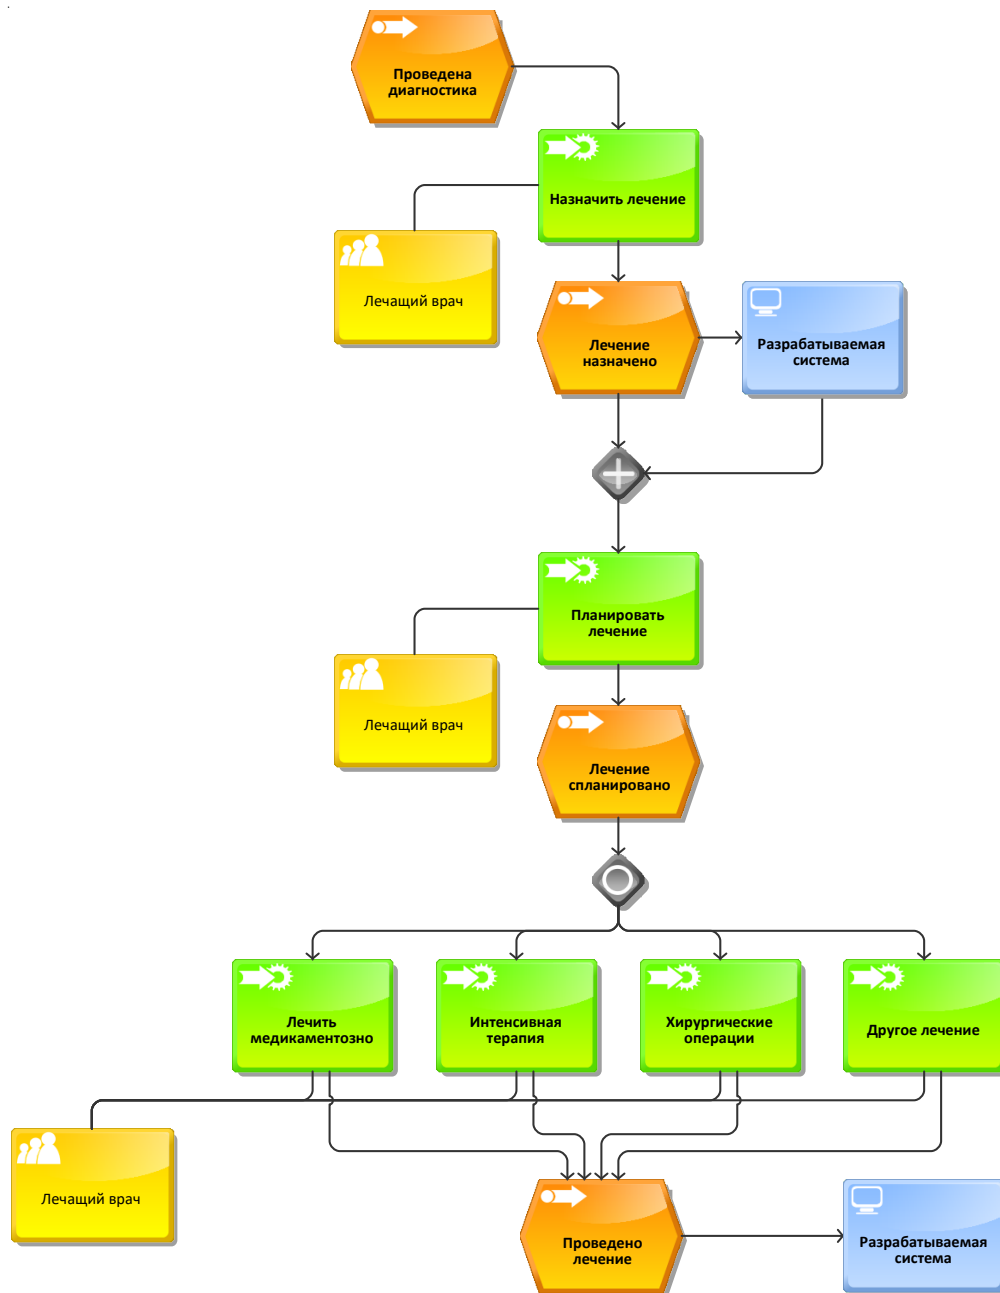 Проведена
диагностика
Назначить лечение
Лечащий врач
Лечение
назначено
Разрабатываемая
система
Планировать
лечение
Лечащий врач
Лечение
спланировано
Лечить
медикаментозно
Интенсивная
терапия
Хирургические
операции
Другое лечение
Лечащий врач
Проведено
лечение
Разрабатываемая
система